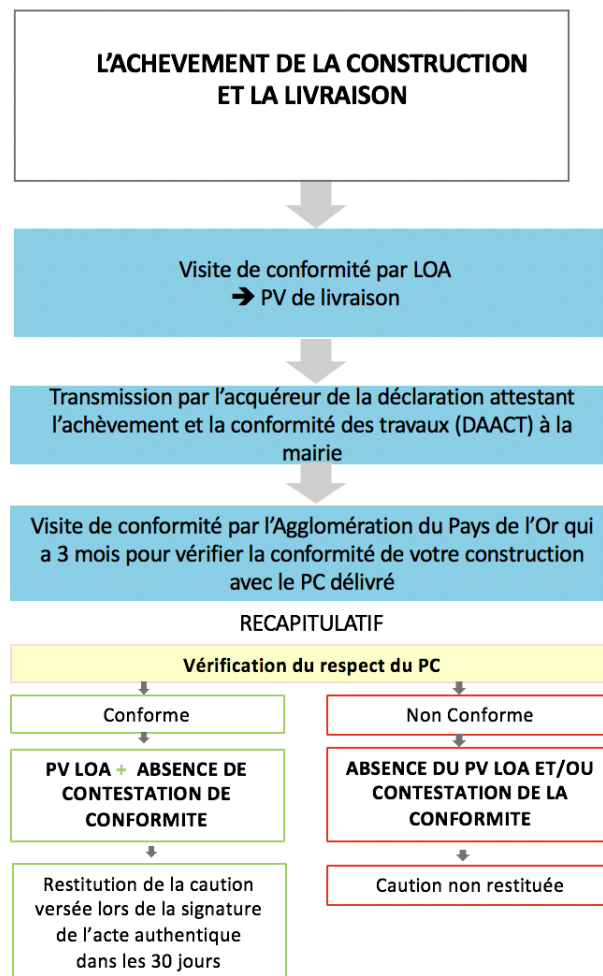 L'ACHEVEMENT DE LA CONSTRUCTION
ET LA LIVRAISON
Visite de conformité par LOA
➔ PV de livraison
Transmission par l'acquéreur de la déclaration attestant
l'achèvement et la conformité des travaux (DAACT) à la
mairie
Visite de conformité par l'Agglomération du Pays de l'Or qui
a 3 mois pour vérifier la conformité de votre construction
avec le PC délivré
RECAPITULATIF
Vérification du respect du PC
Conforme
PV LOA + ABSENCE DE
CONTESTATION DE
CONFORMITE
Restitution de la caution
versée lors de la signature
de l'acte authentique
dans les 30 jours
Non Conforme
ABSENCE DU PV LOA ET/OU
CONTESTATION DE LA
CONFORMITE
Caution non restituée